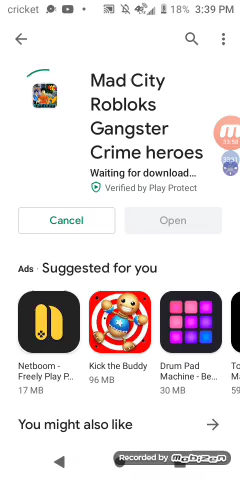 cricket 4G 18% 3:39 PM
Mad City
Robloks
Gangster
Crime heroes
Waiting for download...
Verified by Play Protect
Cancel Open
Ads · Suggested for you
Netboom -
Freely Play P...
17 MB
Kick the Buddy
96 MB
Drum Pad
Machine - Be...
30 MB
You might also like
Recorded by mobizen